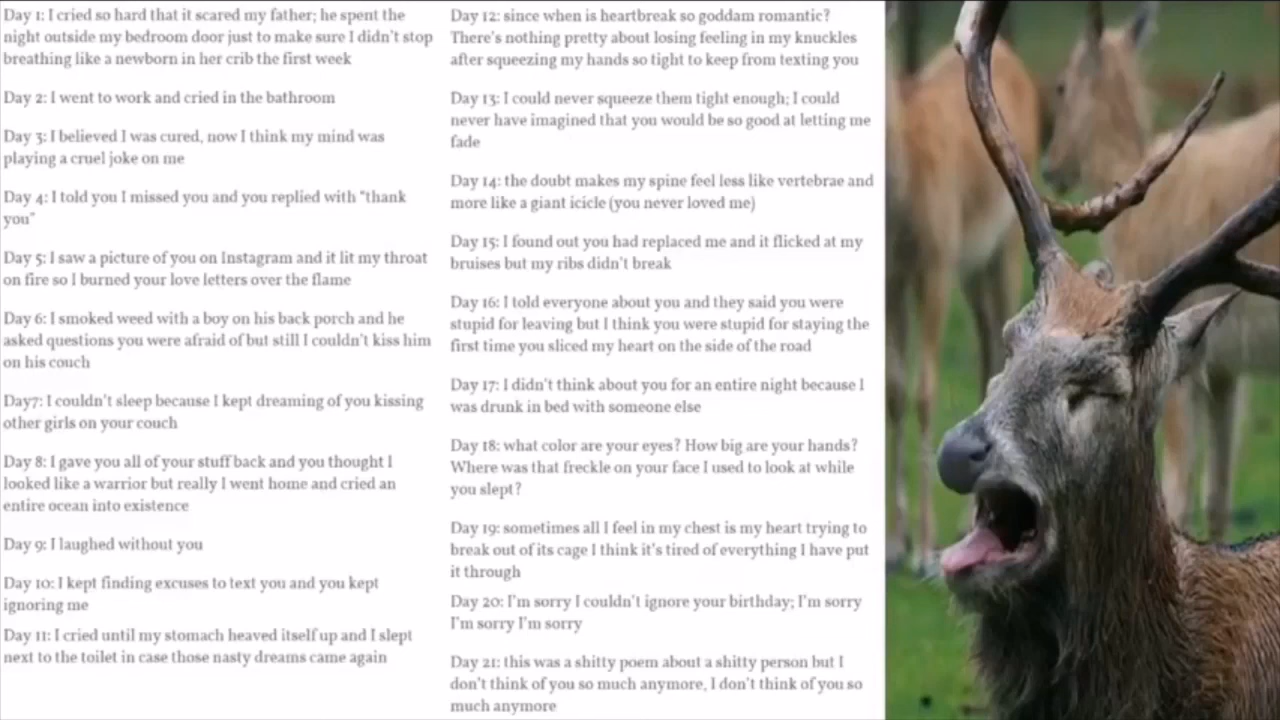 Day 1: I cried so hard that it scared my father; he spent the
night outside my bedroom door just to make sure I didn't stop
breathing like a newborn in her crib the first week
Day 2: I went to work and cried in the bathroom
Day 3: I believed I was cured, now I think my mind was
playing a cruel joke on me
Day 4: I told you I missed you and you replied with "thank
you"
Day 5: I saw a picture of you on Instagram and it lit my throat
on fire so I burned your love letters over the flame
Day 6: I smoked weed with a boy on his back porch and he
asked questions you were afraid of but still I couldn't kiss him
on his couch
Day7: I couldn't sleep because I kept dreaming of you kissing
other girls on your couch
Day 8: I gave you all of your stuff back and you thought I
looked like a warrior but really I went home and cried an
entire ocean into existence
Day 9: I laughed without you
Day 10: I kept finding excuses to text you and you kept
ignoring me
Day 11: I cried until my stomach heaved itself up and I slept
next to the toilet in case those nasty dreams came again
Day 12: since when is heartbreak so goddam romantic?
There's nothing pretty about losing feeling in my knuckles
after squeezing my hands so tight to keep from texting you
Day 13: I could never squeeze them tight enough; I could
never have imagined that you would be so good at letting me
fade
Day 14: the doubt makes my spine feel less like vertebrae and
more like a giant icicle (you never loved me)
Day 15: I found out you had replaced me and it flicked at my
bruises but my ribs didn't break
Day 16: I told everyone about you and they said you were
stupid for leaving but I think you were stupid for staying the
first time you sliced my heart on the side of the road
Day 17: I didn't think about you for an entire night because I
was drunk in bed with someone else
Day 18: what color are your eyes? How big are your hands?
Where was that freckle on your face I used to look at while
you slept?
Day 19: sometimes all I feel in my chest is my heart trying to
break out of its cage I think it's tired of everything I have put
it through
Day 20: I'm sorry I couldn't ignore your birthday; I'm sorry
I'm sorry I'm sorry
Day 21: this was a shitty poem about a shitty person but I
don't think of you so much anymore, I don't think of you so
much anymore